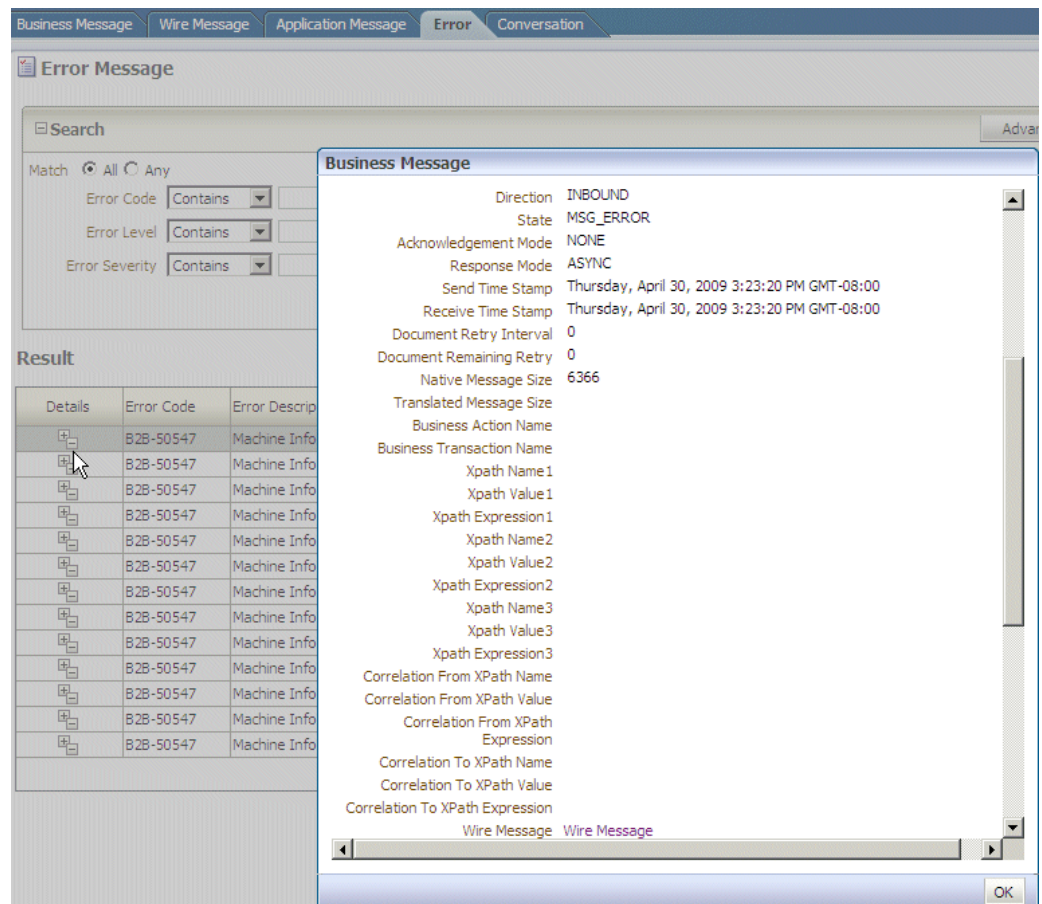 Business Message Wire Message Application Message Error Conversation
Error Message
Search
Advar
Match All Any
Error Code Contains
Error Level Contains
Error Severity Contains
Result
Details Error Code Error Descrip
B2B-50547 Machine Info
B2B-50547 Machine Info
B2B-50547 Machine Info
B2B-50547 Machine Info
B2B-50547 Machine Info
B2B-50547 Machine Info
B2B-50547 Machine Info
B2B-50547 Machine Info
B2B-50547 Machine Info
B2B-50547 Machine Info
B2B-50547 Machine Info
B2B-50547 Machine Info
B2B-50547 Machine Info
Business Message
Direction INBOUND
State MSG_ERROR
Acknowledgement Mode NONE
Response Mode ASYNC
Send Time Stamp Thursday, April 30, 2009 3:23:20 PM GMT-08:00
Receive Time Stamp Thursday, April 30, 2009 3:23:20 PM GMT-08:00
Document Retry Interval 0
Document Remaining Retry 0
Native Message Size 6366
Translated Message Size
Business Action Name
Business Transaction Name
Xpath Name1
Xpath Value1
Xpath Expression1
Xpath Name2
Xpath Value2
Xpath Expression2
Xpath Name3
Xpath Value3
Xpath Expression3
Correlation From XPath Name
Correlation From XPath Value
Correlation From XPath
Expression
Correlation To XPath Name
Correlation To XPath Value
Correlation To XPath Expression
Wire Message Wire Message
OK